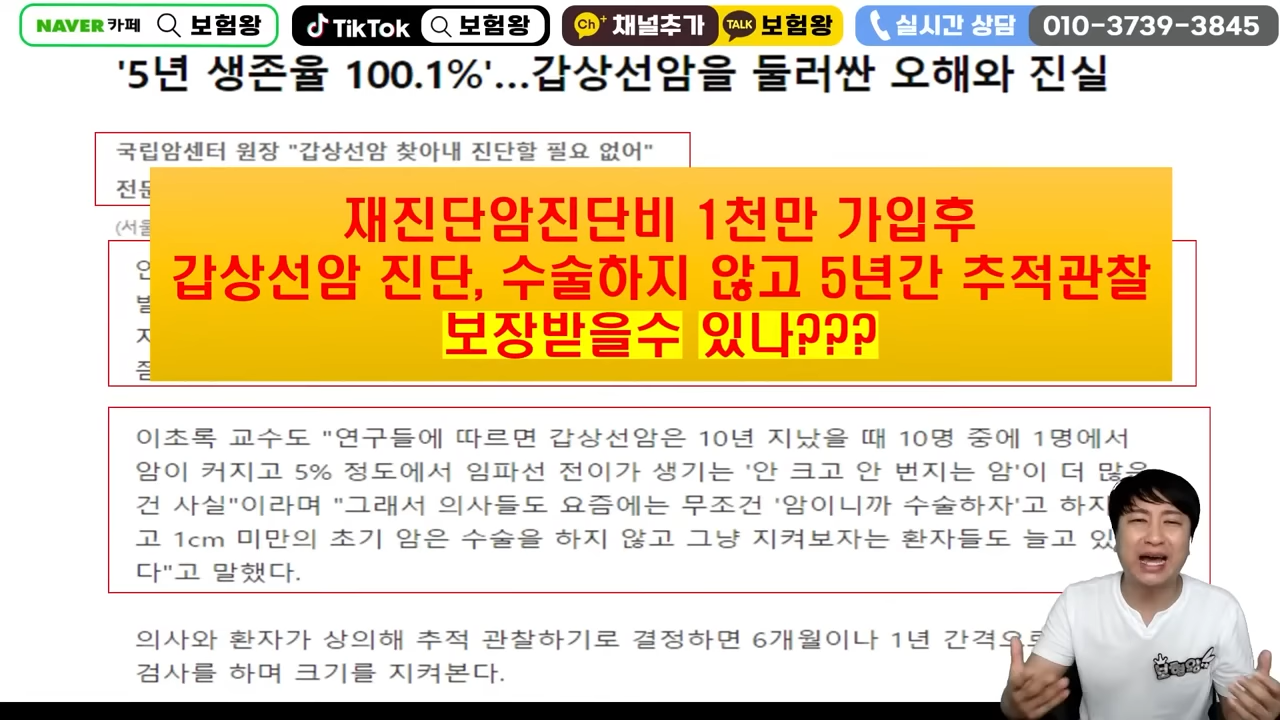 NAVER 카페 보험왕 TikTok 보험왕 Ch+ 채널추가 TALK 보험왕 실시간 상담 010-3739-3845
'5년 생존율 100.1%'...갑상선암을 둘러싼 오해와 진실
국립암센터 원장 "갑상선암 찾아내 진단할 필요 없어"
(서울
재진단암진단비 1천만 가입후
갑상선암 진단, 수술하지 않고 5년간 추적관찰
보장받을수 있나???
이초록 교수도 "연구들에 따르면 갑상선암은 10년 지났을 때 10명 중에 1명에서
암이 커지고 5% 정도에서 임파선 전이가 생기는 '안 크고 안 번지는 암'이 더 많은
건 사실"이라며 "그래서 의사들도 요즘에는 무조건 '암이니까 수술하자'고 하지
고 1cm 미만의 초기 암은 수술을 하지 않고 그냥 지켜보자는 환자들도 늘고 있
다"고 말했다.
의사와 환자가 상의해 추적 관찰하기로 결정하면 6개월이나 1년 간격으로
검사를 하며 크기를 지켜본다.
보험왕